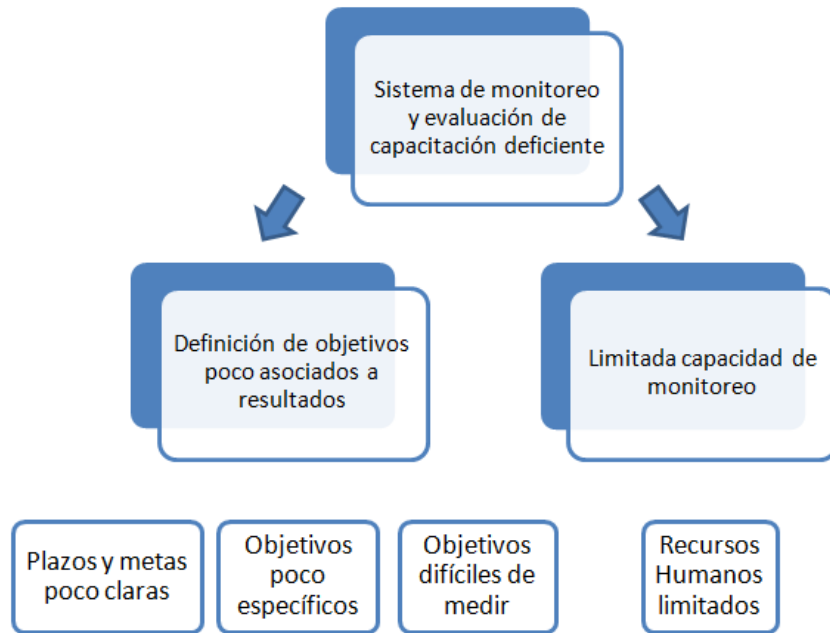 Sistema de monitoreo
y evaluación de
capacitación deficiente
Definición de objetivos
poco asociados a
resultados
Limitada capacidad de
monitoreo
Plazos y metas
poco claras
Objetivos
poco
específicos
Objetivos
difíciles de
medir
Recursos
Humanos
limitados